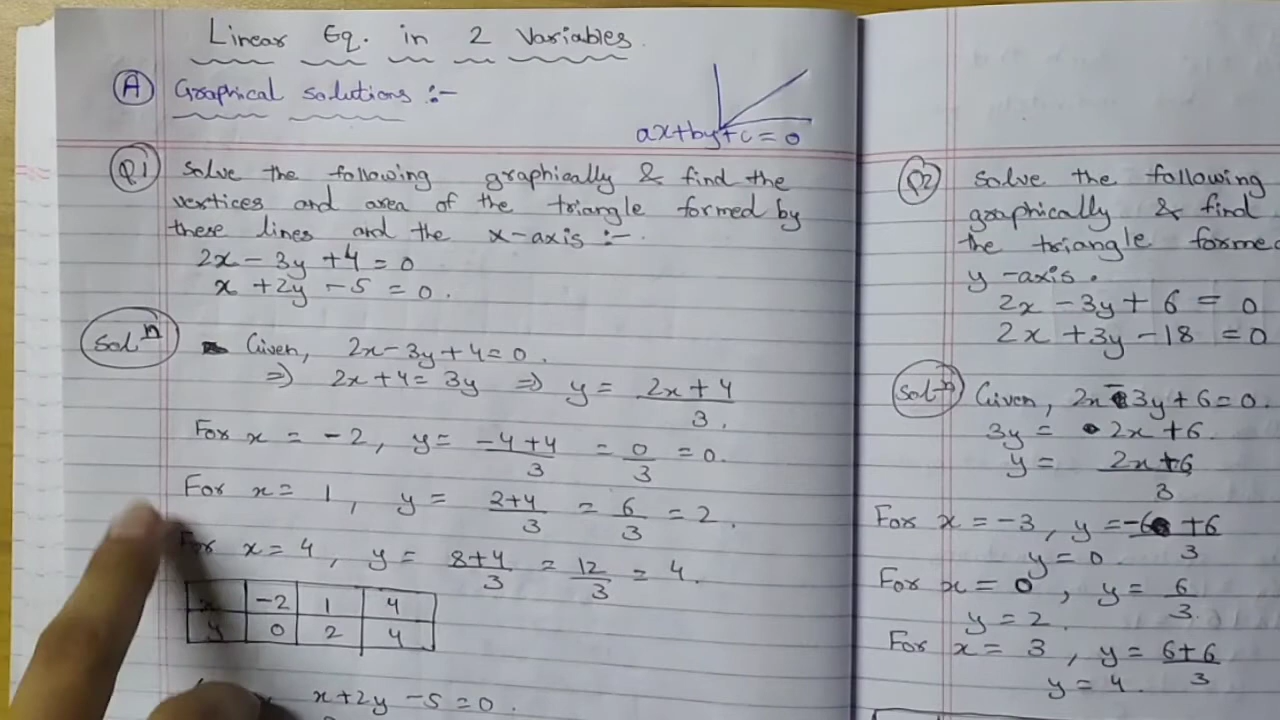 Linear Eq. in 2 Variables.
(A) Graphical solutions :-
ax+by+c=0
Q1 Solve the following graphically & find the
vertices and area of the triangle formed by
these lines and the x-axis :-
2x - 3y + 4 = 0
x + 2y - 5 = 0.
Solⁿ Given, 2x-3y+4=0.
⇒ 2x+4 = 3y ⇒ y = (2x+4)/3.
For x = -2, y = (-4+4)/3 = 0/3 = 0.
For x = 1, y = (2+4)/3 = 6/3 = 2.
For x = 4, y = (8+4)/3 = 12/3 = 4.
x -2 1 4
y 0 2 4
x+2y-5=0.
Q2 Solve the following
graphically & find
the triangle formed
y-axis.
2x - 3y + 6 = 0
2x + 3y - 18 = 0
Solⁿ Given, 2x-3y+6=0.
3y = 2x+6.
y = (2x+6)/3
For x = -3, y = (-6+6)/3
y = 0.
For x = 0, y = 6/3.
y = 2.
For x = 3, y = (6+6)/3
y = 4.